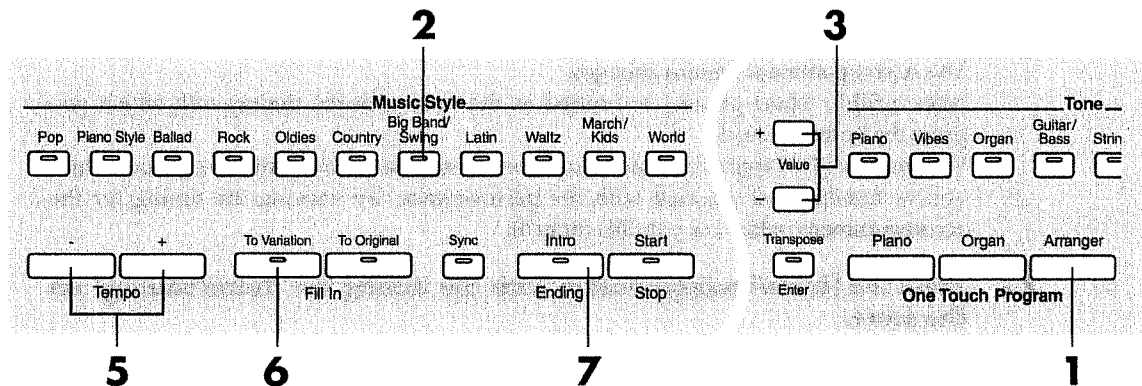 2 3
Music Style Tone
Pop Piano Style Ballad Rock Oldies Country Big Band/ Swing Latin Waltz March/ Kids World + Value - Piano Vibes Organ Guitar/ Bass Strin
- + To Variation To Original Sync Intro Start Transpose Piano Organ Arranger
Tempo Fill In Ending Stop Enter One Touch Program
5 6 7 1